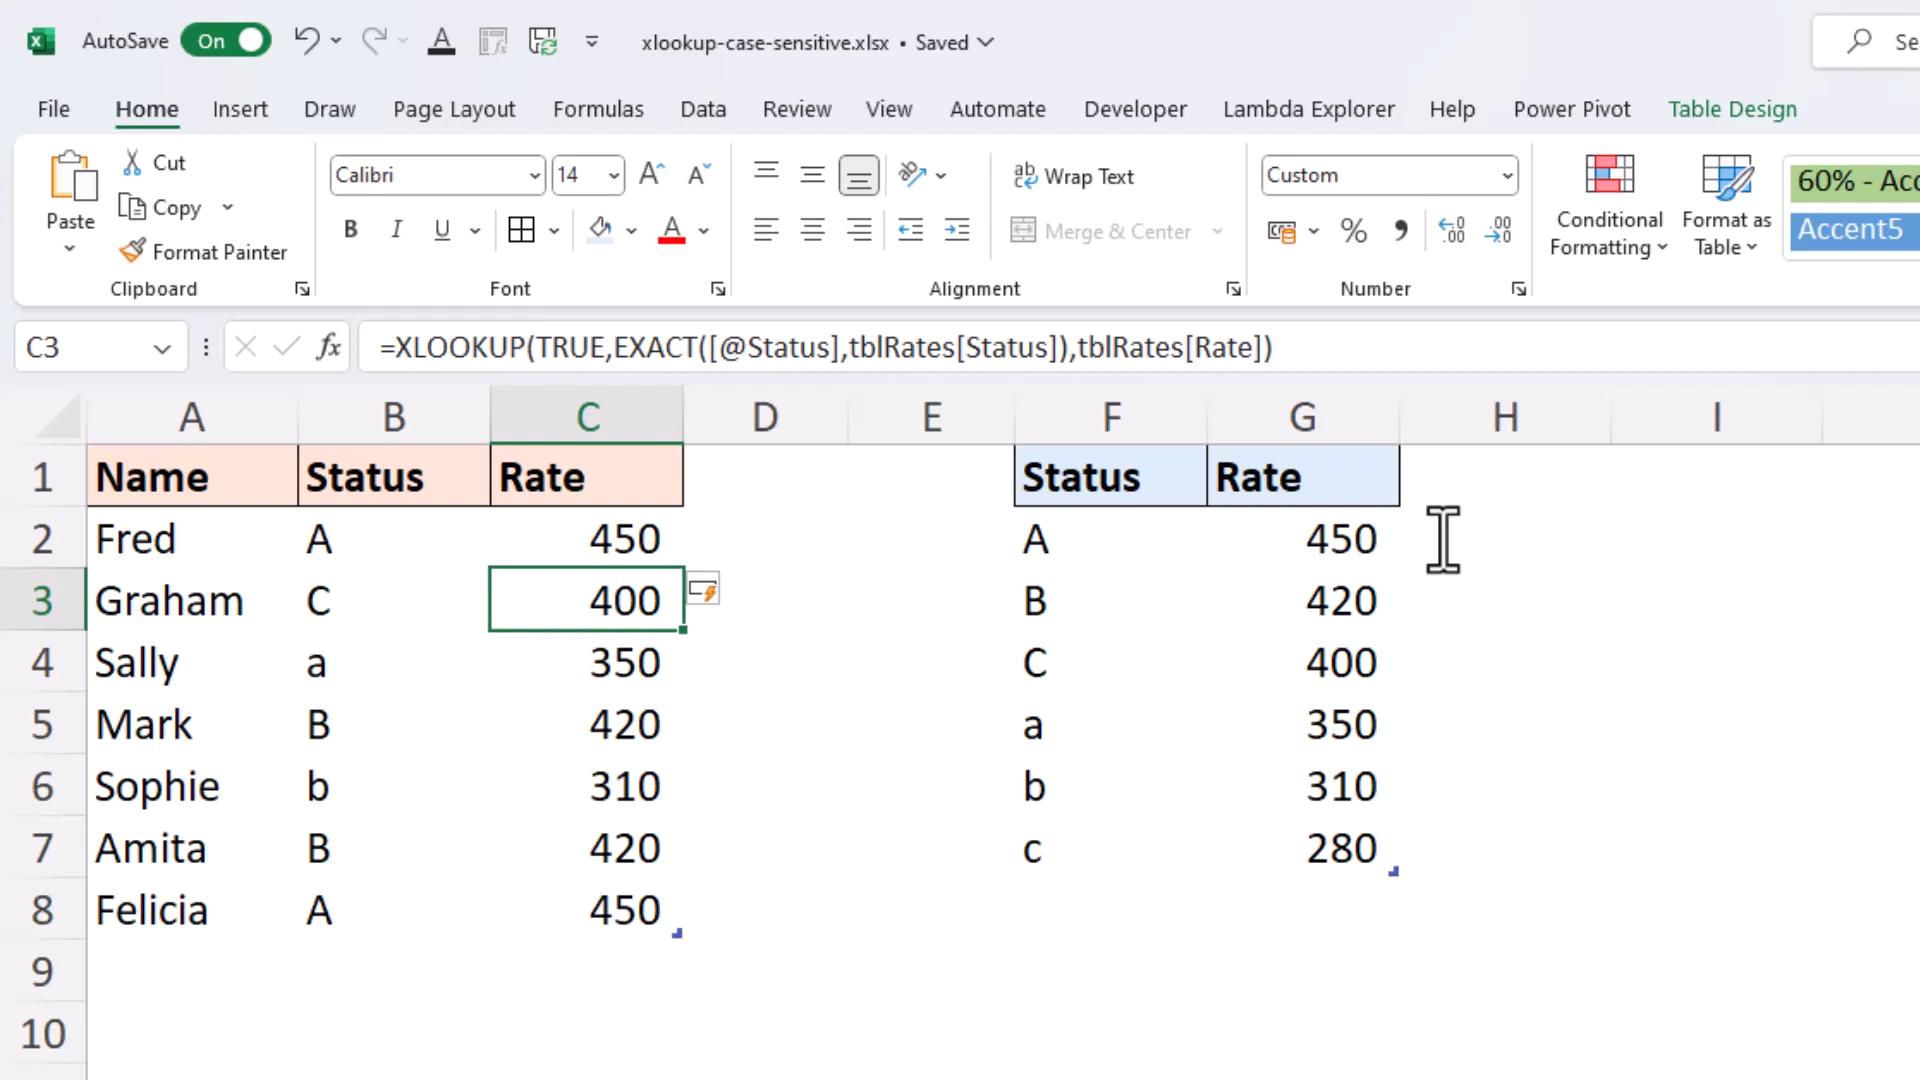 AutoSave On xlookup-case-sensitive.xlsx • Saved Se
File Home Insert Draw Page Layout Formulas Data Review View Automate Developer Lambda Explorer Help Power Pivot Table Design
Paste Cut
Copy
Format Painter
Clipboard
Calibri 14
B I U
Font
ab Wrap Text
Merge & Center
Alignment
Custom
%
Number
Conditional Formatting
Format as Table
60% - Acc
Accent5
C3 fx =XLOOKUP(TRUE,EXACT([@Status],tblRates[Status]),tblRates[Rate])
A B C D E F G H I
1 Name Status Rate Status Rate
2 Fred A 450 A 450
3 Graham C 400 B 420
4 Sally a 350 C 400
5 Mark B 420 a 350
6 Sophie b 310 b 310
7 Amita B 420 c 280
8 Felicia A 450
9
10